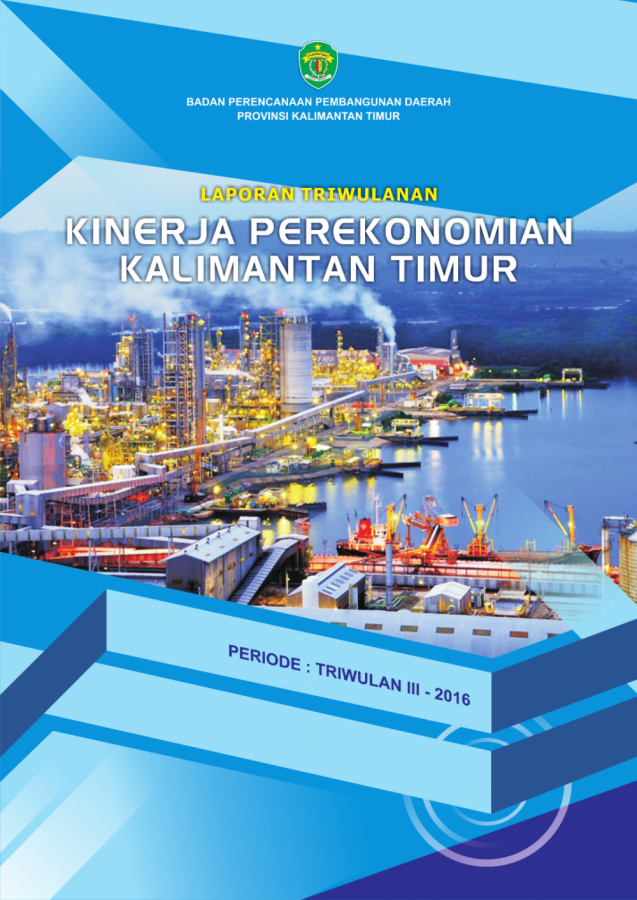 BADAN PERENCANAAN PEMBANGUNAN DAERAH
PROVINSI KALIMANTAN TIMUR
LAPORAN TRIWULANAN
KINERJA PEREKONOMIAN
KALIMANTAN TIMUR
PERIODE : TRIWULAN III - 2016